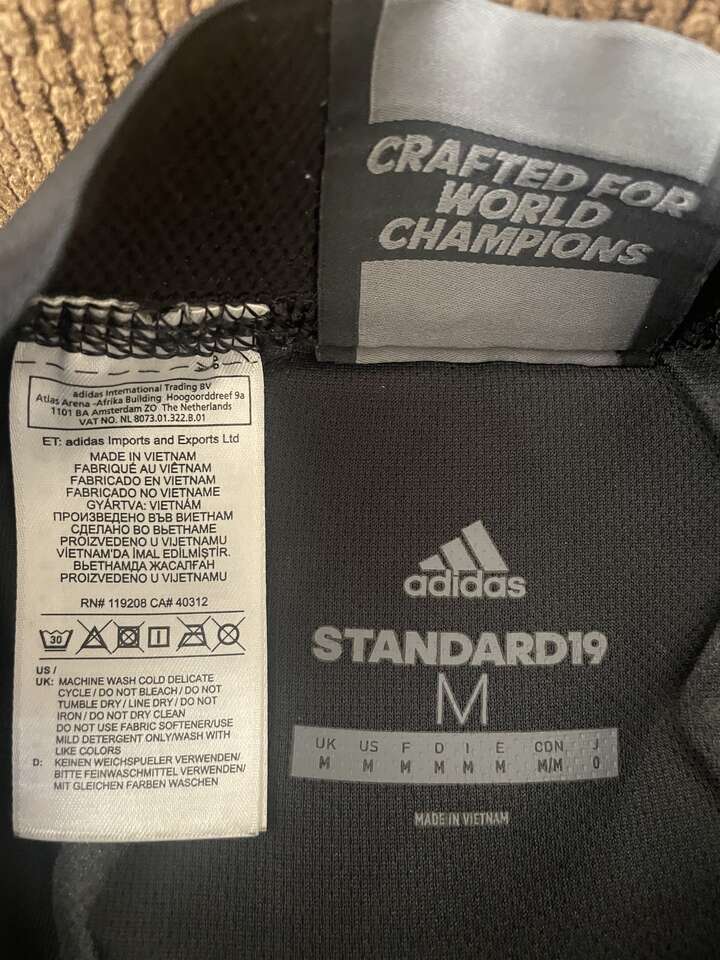 CRAFTED FOR
WORLD
CHAMPIONS
adidas International Trading BV
Atlas Arena -Afrika Building Hoogoorddreef 9a
1101 BA Amsterdam ZO The Netherlands
VAT NO. NL 8073.01.322.B.01
ET: adidas Imports and Exports Ltd
MADE IN VIETNAM
FABRIQUÉ AU VIÊTNAM
FABRICADO EN VIETNAM
FABRICADO NO VIETNAME
GYÁRTVA: VIETNÁM
ПРОИЗВЕДЕНО ВЪВ ВИЕТНАМ
СДЕЛАНО ВО ВЬЕТНАМЕ
PROIZVEDENO U VIJETNAMU
VİETNAM'DA İMAL EDİLMİŞTİR.
ВЬЕТНАМДА ЖАСАЛҒАН
PROIZVEDENO U VIJETNAMU
RN# 119208 CA# 40312
30
US /
UK: MACHINE WASH COLD DELICATE
CYCLE / DO NOT BLEACH / DO NOT
TUMBLE DRY / LINE DRY / DO NOT
IRON / DO NOT DRY CLEAN
DO NOT USE FABRIC SOFTENER/USE
MILD DETERGENT ONLY/WASH WITH
LIKE COLORS
D: KEINEN WEICHSPUELER VERWENDEN/
BITTE FEINWASCHMITTEL VERWENDEN/
MIT GLEICHEN FARBEN WASCHEN
adidas
STANDARD19
M
UK US F D I E CDN J
M M M M M M M/M O
MADE IN VIETNAM